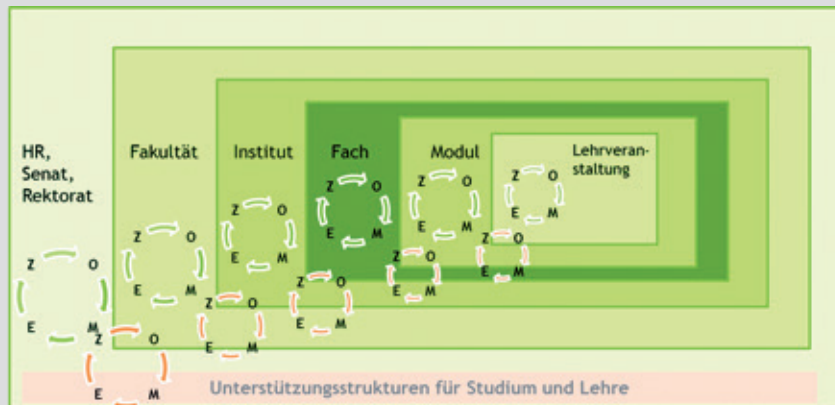 HR,
Senat,
Rektorat
Fakultät
Institut
Fach
Modul
Lehrveran-
staltung
Z O
E M
Z O
E M
Z O
E M
Z O
E M
Z O
E M
Z O
E M
Z O
E M
Z O
E M
Z O
E M
Z O
E M
Z O
E M
Unterstützungsstrukturen für Studium und Lehre